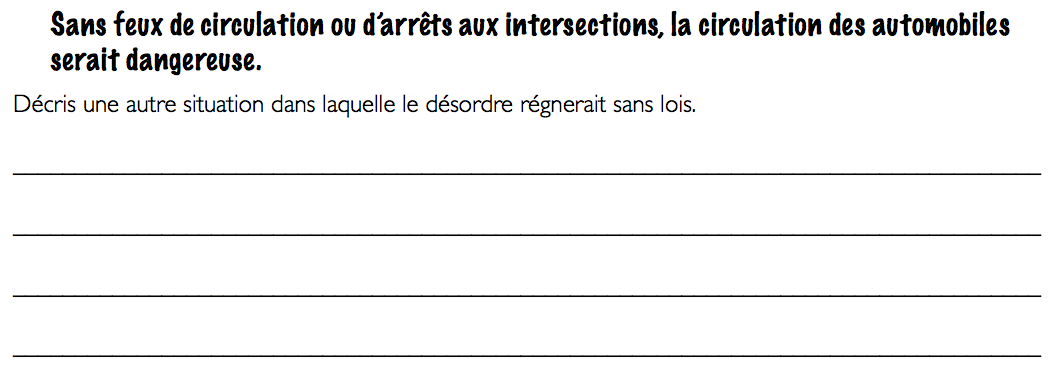 Sans feux de circulation ou d'arrêts aux intersections, la circulation des automobiles
serait dangereuse.
Décris une autre situation dans laquelle le désordre régnerait sans lois.